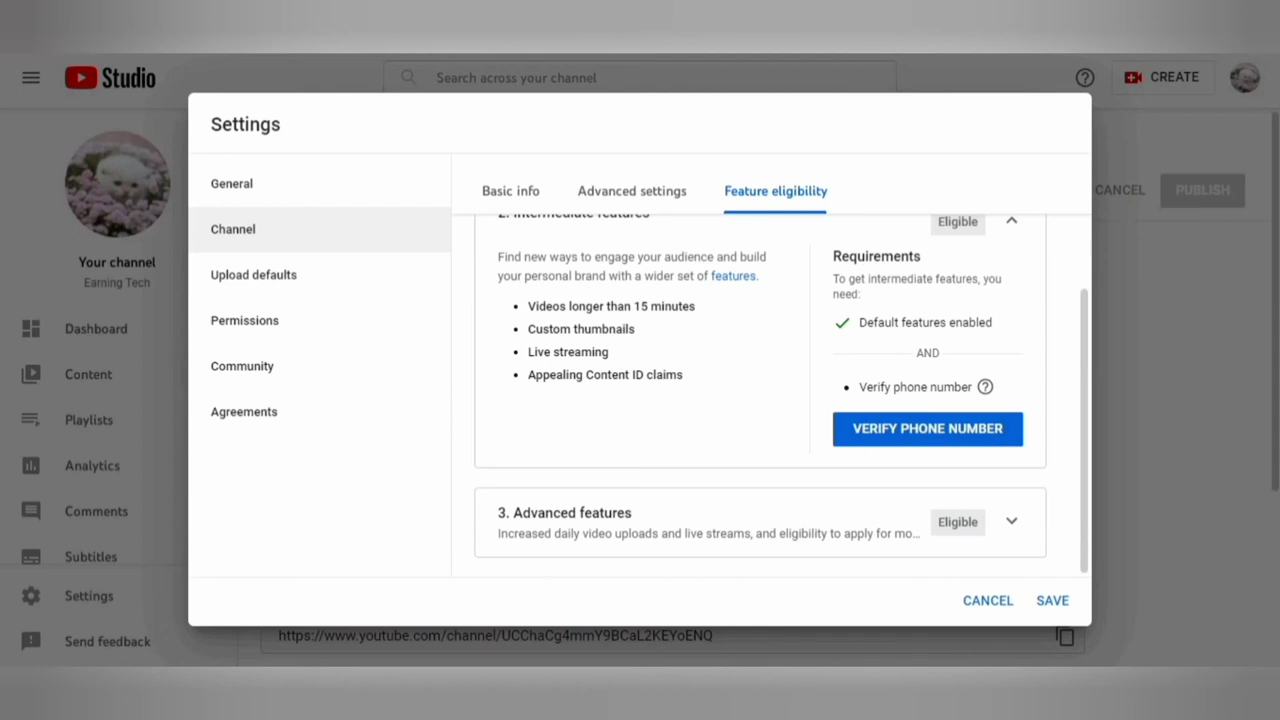 Studio
Search across your channel
CREATE
Settings
General
Channel
Upload defaults
Permissions
Community
Agreements
Basic info
Advanced settings
Feature eligibility
2. Intermediate features
Eligible
Find new ways to engage your audience and build
your personal brand with a wider set of features.
• Videos longer than 15 minutes
• Custom thumbnails
• Live streaming
• Appealing Content ID claims
Requirements
To get intermediate features, you
need:
Default features enabled
AND
• Verify phone number
VERIFY PHONE NUMBER
3. Advanced features
Increased daily video uploads and live streams, and eligibility to apply for mo...
Eligible
CANCEL
SAVE
CANCEL
PUBLISH
Your channel
Earning Tech
Dashboard
Content
Playlists
Analytics
Comments
Subtitles
Settings
Send feedback
https://www.youtube.com/channel/UCChaCg4mmY9BCaL2KEYoENQ